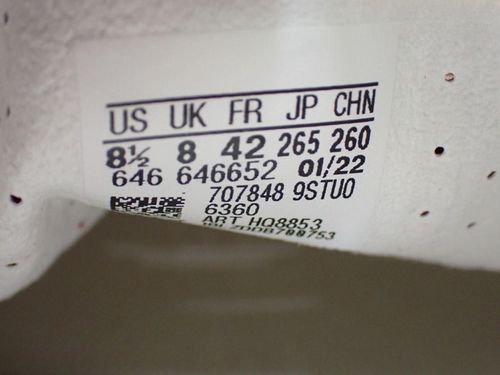 US UK FR JP CHN
8½ 8 42 265 260
646 646652 01/22
707848 9STU0
6360
ART HQ8853